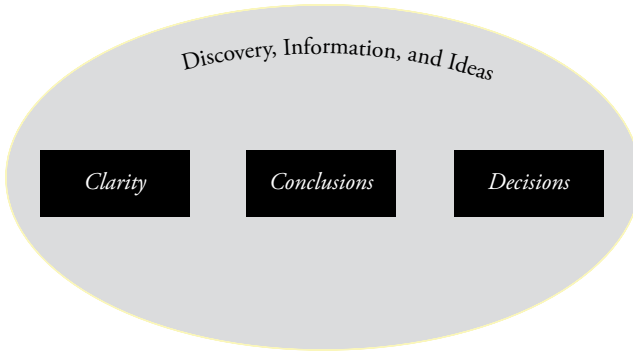 Discovery, Information, and Ideas
Clarity
Conclusions
Decisions